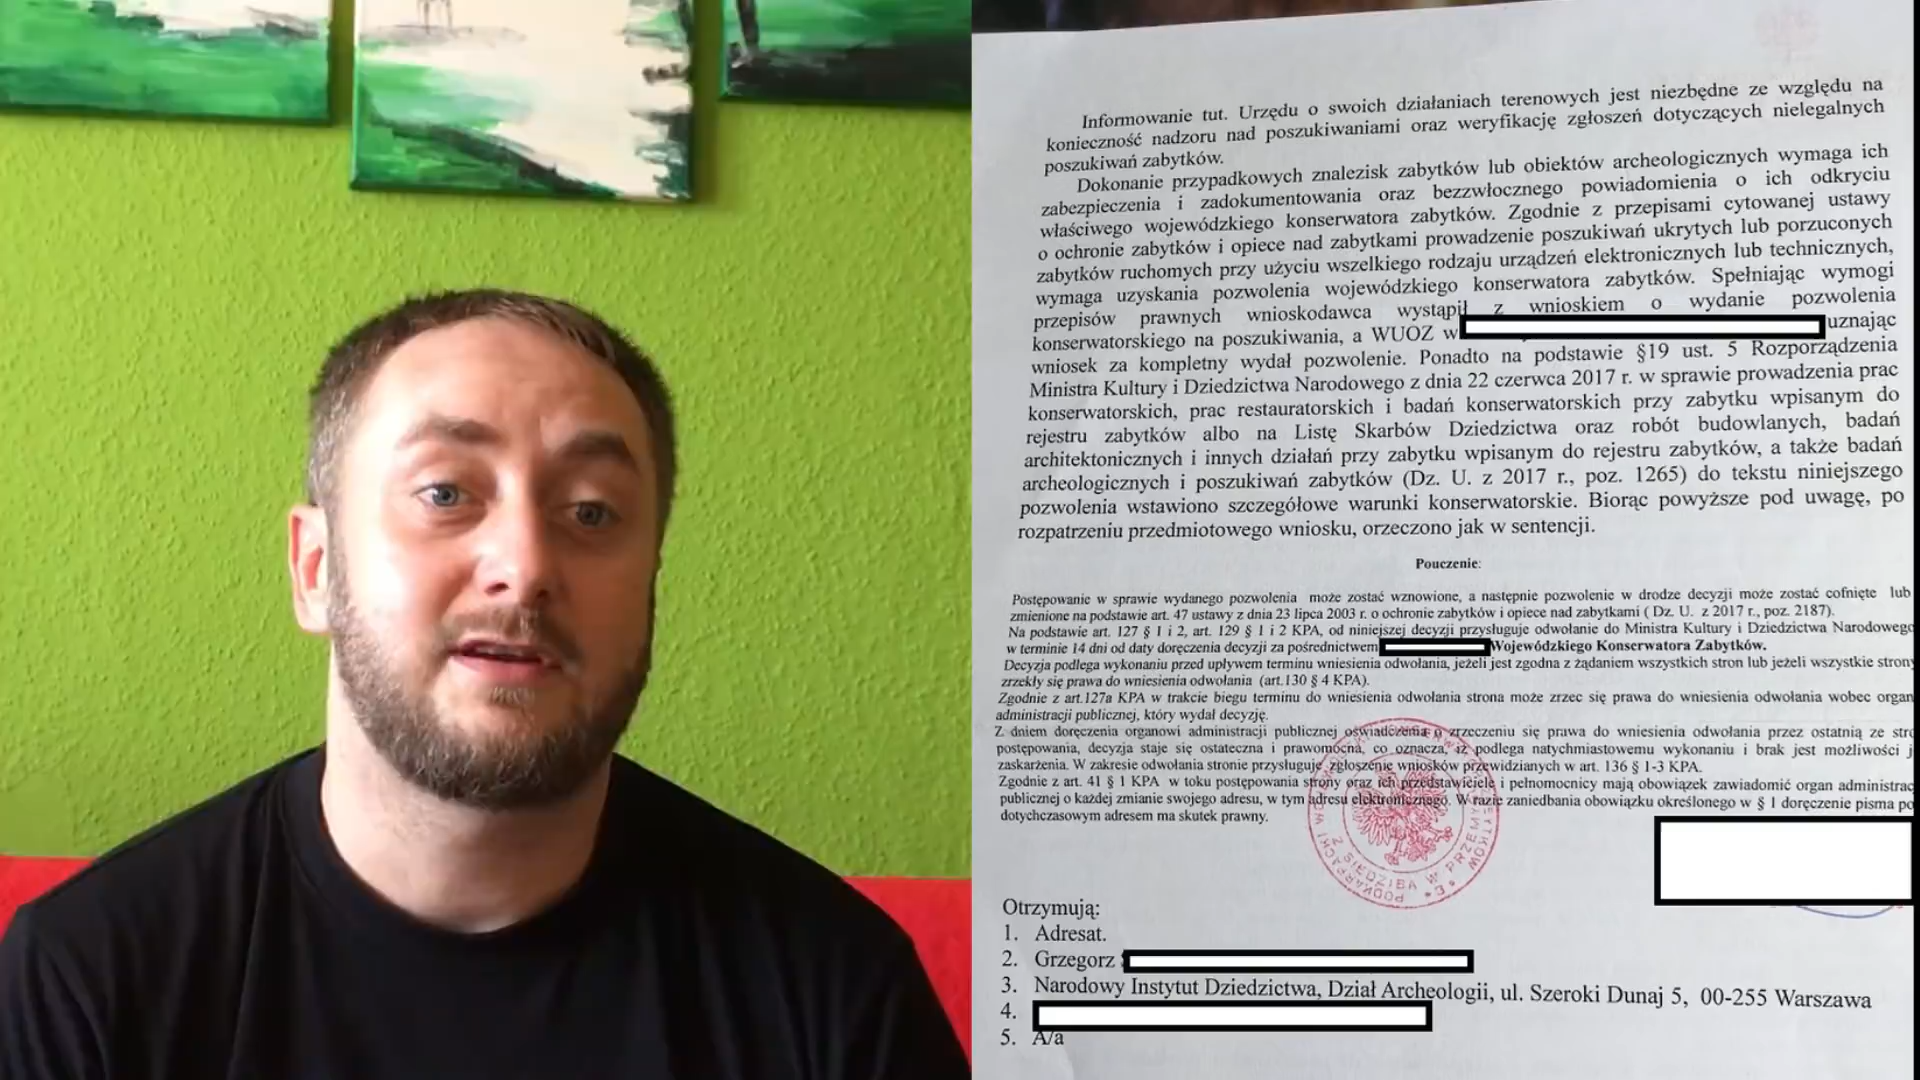 Informowanie tut. Urzędu o swoich działaniach terenowych jest niezbędne ze względu na
konieczność nadzoru nad poszukiwaniami oraz weryfikację zgłoszeń dotyczących nielegalnych
poszukiwań zabytków.
Dokonanie przypadkowych znalezisk zabytków lub obiektów archeologicznych wymaga ich
zabezpieczenia i zadokumentowania oraz bezzwłocznego powiadomienia o ich odkryciu
właściwego wojewódzkiego konserwatora zabytków. Zgodnie z przepisami cytowanej ustawy
o ochronie zabytków i opiece nad zabytkami prowadzenie poszukiwań ukrytych lub porzuconych
zabytków ruchomych przy użyciu wszelkiego rodzaju urządzeń elektronicznych lub technicznych,
wymaga uzyskania pozwolenia wojewódzkiego konserwatora zabytków. Spełniając wymogi
przepisów prawnych wnioskodawca wystąpił z wnioskiem o wydanie pozwolenia
konserwatorskiego na poszukiwania, a WUOZ w uznając
wniosek za kompletny wydał pozwolenie. Ponadto na podstawie §19 ust. 5 Rozporządzenia
Ministra Kultury i Dziedzictwa Narodowego z dnia 22 czerwca 2017 r. w sprawie prowadzenia prac
konserwatorskich, prac restauratorskich i badań konserwatorskich przy zabytku wpisanym do
rejestru zabytków albo na Listę Skarbów Dziedzictwa oraz robót budowlanych, badań
architektonicznych i innych działań przy zabytku wpisanym do rejestru zabytków, a także badań
archeologicznych i poszukiwań zabytków (Dz. U. z 2017 r., poz. 1265) do tekstu niniejszego
pozwolenia wstawiono szczegółowe warunki konserwatorskie. Biorąc powyższe pod uwagę, po
rozpatrzeniu przedmiotowego wniosku, orzeczono jak w sentencji.
Pouczenie:
Postępowanie w sprawie wydanego pozwolenia może zostać wznowione, a następnie pozwolenie w drodze decyzji może zostać cofnięte lub
zmienione na podstawie art. 47 ustawy z dnia 23 lipca 2003 r. o ochronie zabytków i opiece nad zabytkami ( Dz. U. z 2017 r., poz. 2187).
Na podstawie art. 127 § 1 i 2, art. 129 § 1 i 2 KPA, od niniejszej decyzji przysługuje odwołanie do Ministra Kultury i Dziedzictwa Narodowego
w terminie 14 dni od daty doręczenia decyzji za pośrednictwem Wojewódzkiego Konserwatora Zabytków.
Decyzja podlega wykonaniu przed upływem terminu wniesienia odwołania, jeżeli jest zgodna z żądaniem wszystkich stron lub jeżeli wszystkie strony
zrzekły się prawa do wniesienia odwołania (art.130 § 4 KPA).
Zgodnie z art.127a KPA w trakcie biegu terminu do wniesienia odwołania strona może zrzec się prawa do wniesienia odwołania wobec organ
administracji publicznej, który wydał decyzję.
Z dniem doręczenia organowi administracji publicznej oświadczenia o zrzeczeniu się prawa do wniesienia odwołania przez ostatnią ze stro
postępowania, decyzja staje się ostateczna i prawomocna, co oznacza, iż podlega natychmiastowemu wykonaniu i brak jest możliwości j
zaskarżenia. W zakresie odwołania stronie przysługuje zgłoszenie wniosków przewidzianych w art. 136 § 1-3 KPA.
Zgodnie z art. 41 § 1 KPA w toku postępowania strony oraz ich przedstawiciele i pełnomocnicy mają obowiązek zawiadomić organ administrac
publicznej o każdej zmianie swojego adresu, w tym adresu elektronicznego. W razie zaniedbania obowiązku określonego w § 1 doręczenie pisma po
dotychczasowym adresem ma skutek prawny.
Z SIEDZIBĄ W PRZEMYŚLU
PODKARPACKI
Otrzymują:
1. Adresat.
2. Grzegorz
3. Narodowy Instytut Dziedzictwa, Dział Archeologii, ul. Szeroki Dunaj 5, 00-255 Warszawa
4.
5. A/a